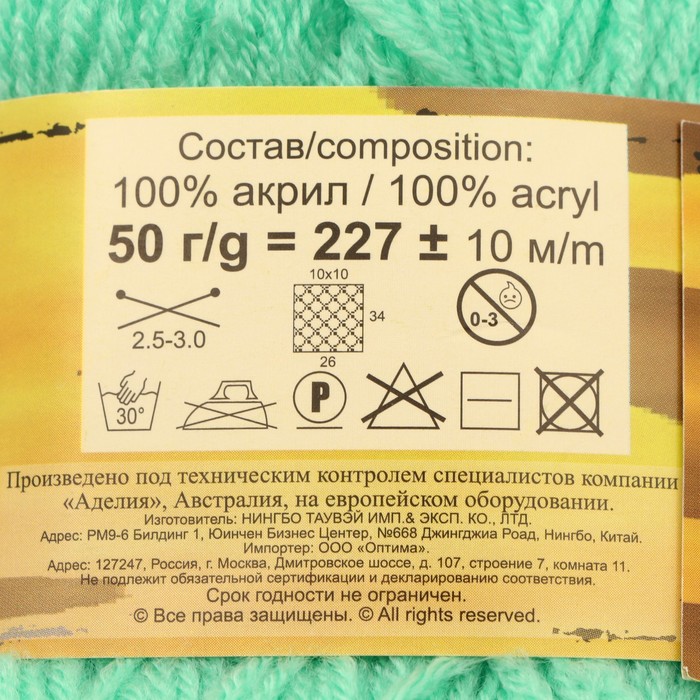 Состав/composition:
100% акрил / 100% acryl
50 г/g = 227 ± 10 м/m
10x10
34
26
2.5-3.0
0-3
30°
P
Произведено под техническим контролем специалистов компании
«Аделия», Австралия, на европейском оборудовании.
Изготовитель: НИНГБО ТАУВЭЙ ИМП.& ЭКСП. КО., ЛТД.
Адрес: РМ9-6 Билдинг 1, Юинчен Бизнес Центер, №668 Джингджиа Роад, Нингбо, Китай.
Импортер: ООО «Оптима».
Адрес: 127247, Россия, г. Москва, Дмитровское шоссе, д. 107, строение 7, комната 11.
Не подлежит обязательной сертификации и декларированию соответствия.
Срок годности не ограничен.
© Все права защищены. © All rights reserved.